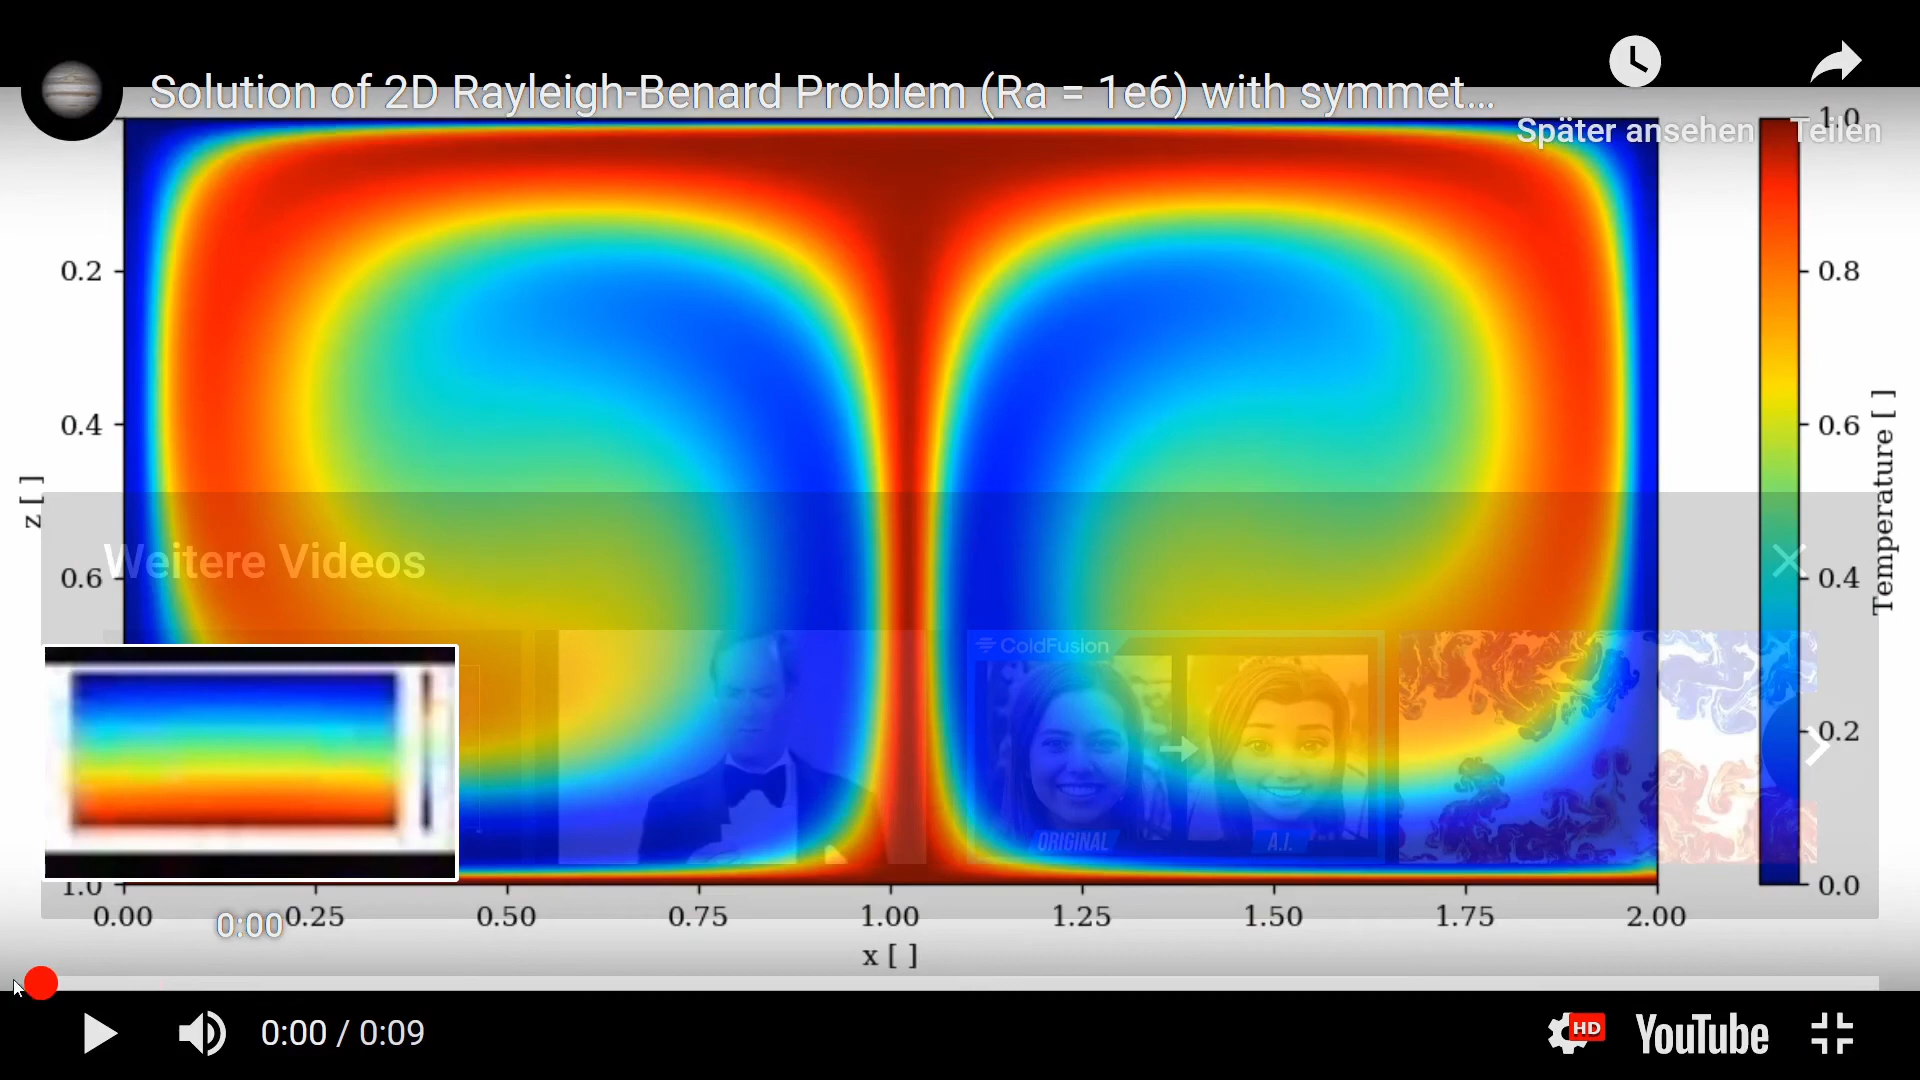 Solution of 2D Rayleigh-Benard Problem (Ra = 1e6) with symmet...
Später ansehen
Teilen
1.0
0.8
0.6
0.4
0.2
0.0
Temperature [ ]
0.2
0.4
0.6
1.0
z [ ]
Weitere Videos
ColdFusion
ORIGINAL
A.I.
0.00
0.25
0.50
0.75
1.00
1.25
1.50
1.75
2.00
0:00
x [ ]
0:00 / 0:09
HD
YouTube